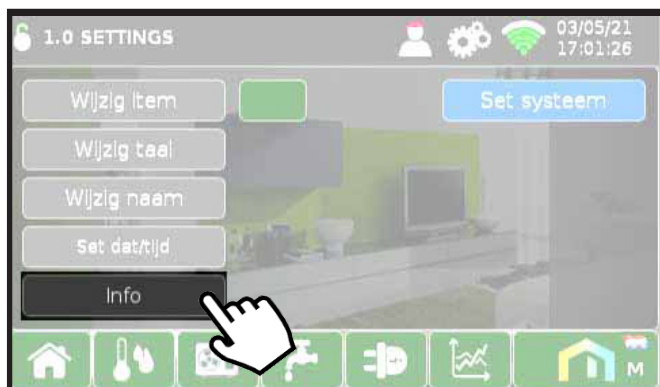 1.0 SETTINGS
03/05/21
17:01:26
Wijzig item
Set systeem
Wijzig taal
Wijzig naam
Set dat/tijd
Info
M